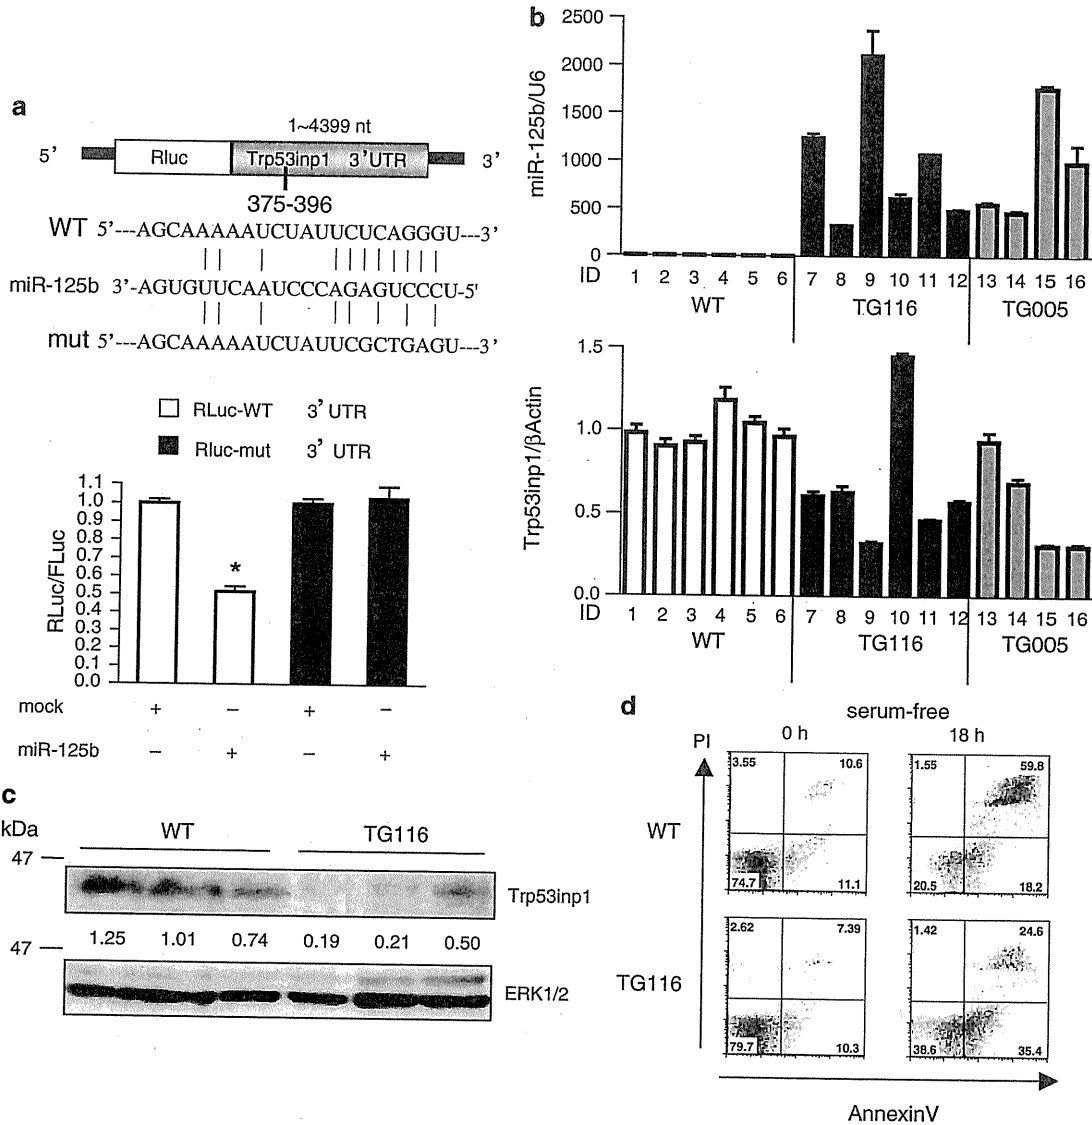 a
1~4399 nt
5’ Rluc Trp53inp1 3’UTR 3’
375-396
WT 5’---AGCAAAAAUCUAUUCUCAGGGU---3’
miR-125b 3’-AGUGUUCAAUCCCAGAGUCCCU-5'
mut 5’---AGCAAAAAUCUAUUCGCTGAGU---3’
RLuc-WT 3’ UTR
Rluc-mut 3’ UTR
RLuc/FLuc
1.1
1.0
0.9
0.8
0.7
0.6
0.5
0.4
0.3
0.2
0.1
0.0
*
mock + – + –
miR-125b – + – +
b
miR-125b/U6
2500
2000
1500
1000
500
0
ID 1 2 3 4 5 6 7 8 9 10 11 12 13 14 15 16
WT TG116 TG005
Trp53inp1/βActin
1.5
1.0
0.5
0.0
ID 1 2 3 4 5 6 7 8 9 10 11 12 13 14 15 16
WT TG116 TG005
c
kDa WT TG116
47
Trp53inp1
47 1.25 1.01 0.74 0.19 0.21 0.50
ERK1/2
d
serum-free
PI 0 h 18 h
WT
3.55 10.6
74.7 11.1
1.55 59.8
20.5 18.2
TG116
2.62 7.39
79.7 10.3
1.42 24.6
38.6 35.4
AnnexinV